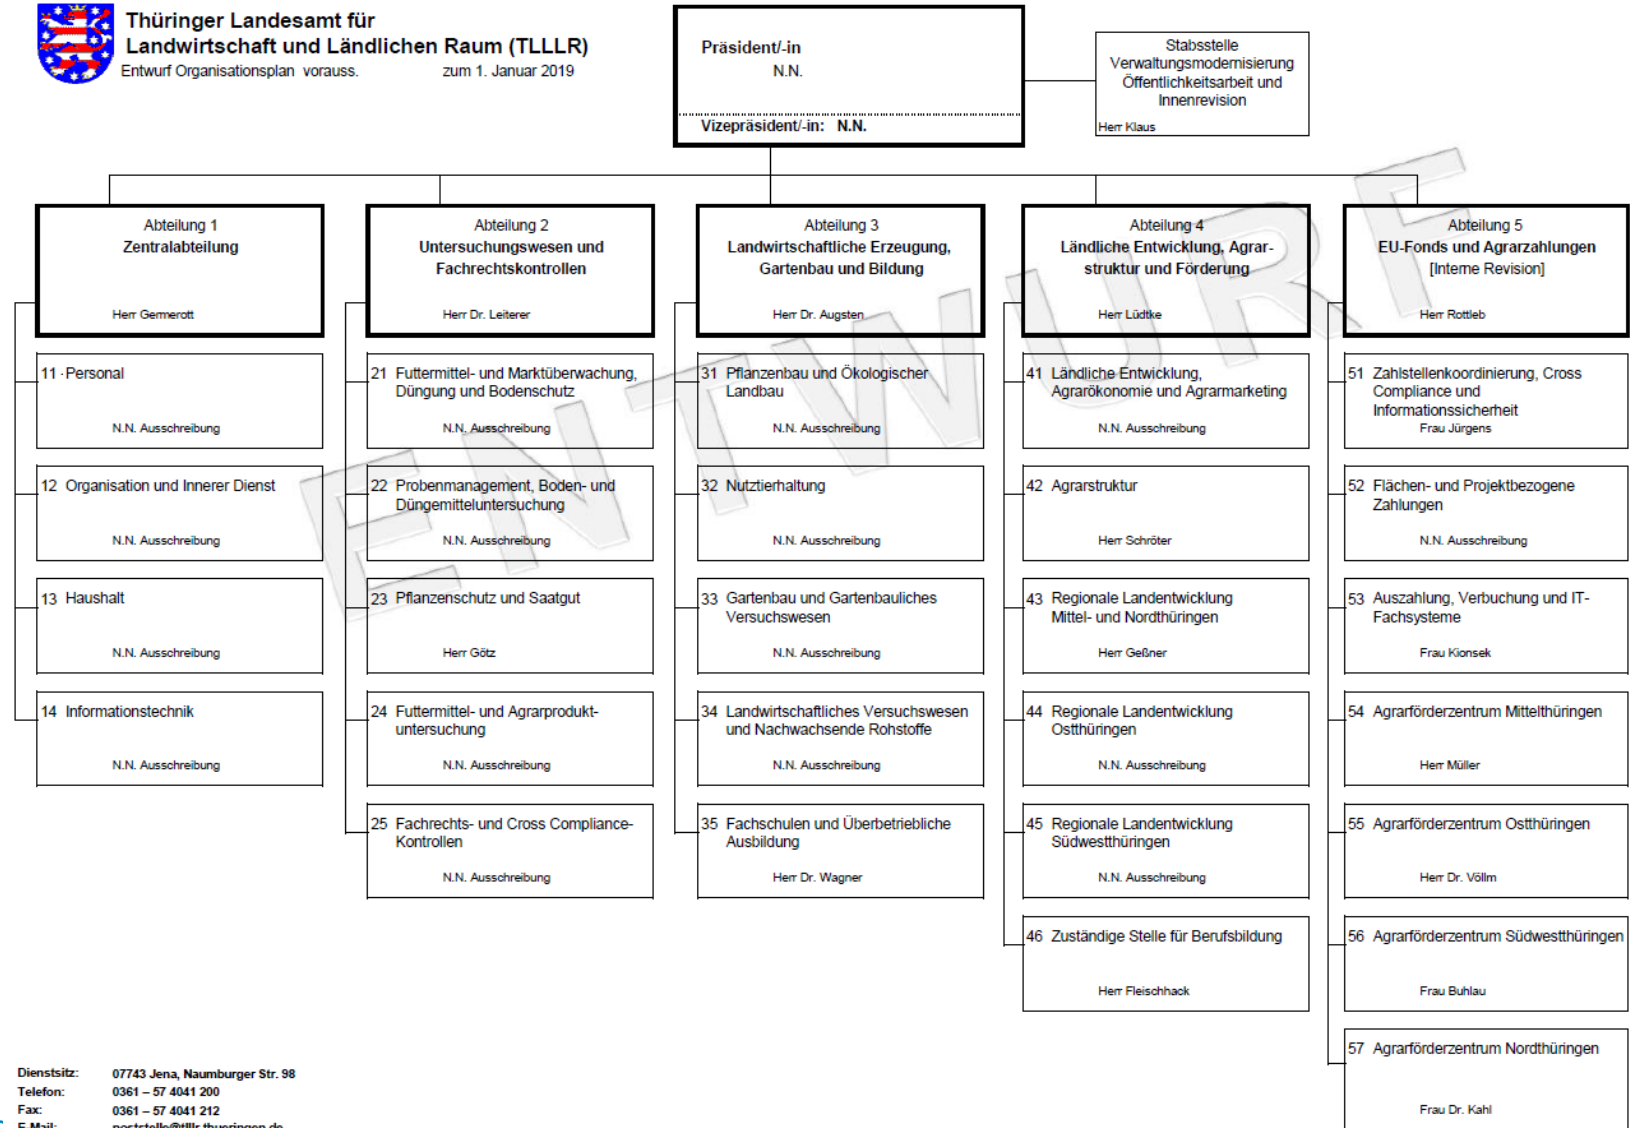 Thüringer Landesamt für
Landwirtschaft und Ländlichen Raum (TLLLR)
Entwurf Organisationsplan vorauss. zum 1. Januar 2019
Präsident/-in
N.N.
Vizepräsident/-in: N.N.
Stabsstelle
Verwaltungsmodernisierung
Öffentlichkeitsarbeit und
Innenrevision
Herr Klaus
ENTWURF
Abteilung 1
Zentralabteilung
Herr Germerott
11 Personal
N.N. Ausschreibung
12 Organisation und Innerer Dienst
N.N. Ausschreibung
13 Haushalt
N.N. Ausschreibung
14 Informationstechnik
N.N. Ausschreibung
Abteilung 2
Untersuchungswesen und
Fachrechtskontrollen
Herr Dr. Leiterer
21 Futtermittel- und Marktüberwachung,
Düngung und Bodenschutz
N.N. Ausschreibung
22 Probenmanagement, Boden- und
Düngemitteluntersuchung
N.N. Ausschreibung
23 Pflanzenschutz und Saatgut
Herr Götz
24 Futtermittel- und Agrarprodukt-
untersuchung
N.N. Ausschreibung
25 Fachrechts- und Cross Compliance-
Kontrollen
N.N. Ausschreibung
Abteilung 3
Landwirtschaftliche Erzeugung,
Gartenbau und Bildung
Herr Dr. Augsten
31 Pflanzenbau und Ökologischer
Landbau
N.N. Ausschreibung
32 Nutztierhaltung
N.N. Ausschreibung
33 Gartenbau und Gartenbauliches
Versuchswesen
N.N. Ausschreibung
34 Landwirtschaftliches Versuchswesen
und Nachwachsende Rohstoffe
N.N. Ausschreibung
35 Fachschulen und Überbetriebliche
Ausbildung
Herr Dr. Wagner
Abteilung 4
Ländliche Entwicklung, Agrar-
struktur und Förderung
Herr Lüdtke
41 Ländliche Entwicklung,
Agrarökonomie und Agrarmarketing
N.N. Ausschreibung
42 Agrarstruktur
Herr Schröter
43 Regionale Landentwicklung
Mittel- und Nordthüringen
Herr Geßner
44 Regionale Landentwicklung
Ostthüringen
N.N. Ausschreibung
45 Regionale Landentwicklung
Südwestthüringen
N.N. Ausschreibung
46 Zuständige Stelle für Berufsbildung
Herr Fleischhack
Abteilung 5
EU-Fonds und Agrarzahlungen
[Interne Revision]
Herr Rottleb
51 Zahlstellenkoordinierung, Cross
Compliance und
Informationssicherheit
Frau Jürgens
52 Flächen- und Projektbezogene
Zahlungen
N.N. Ausschreibung
53 Auszahlung, Verbuchung und IT-
Fachsysteme
Frau Kionsek
54 Agrarförderzentrum Mittelthüringen
Herr Müller
55 Agrarförderzentrum Ostthüringen
Herr Dr. Völlm
56 Agrarförderzentrum Südwestthüringen
Frau Buhlau
57 Agrarförderzentrum Nordthüringen
Frau Dr. Kahl
Dienstsitz: 07743 Jena, Naumburger Str. 98
Telefon: 0361 – 57 4041 200
Fax: 0361 – 57 4041 212
E-Mail: poststelle@tlllr.thueringen.de